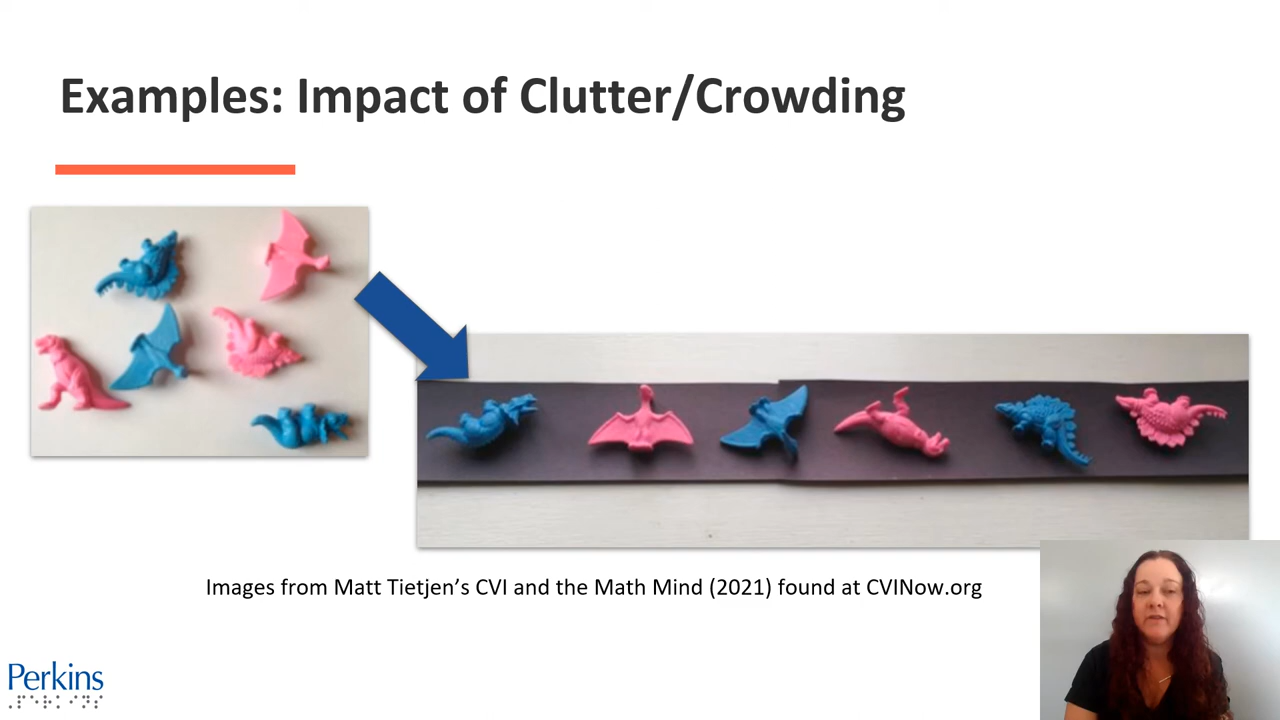 Examples: Impact of Clutter/Crowding
Images from Matt Tietjen’s CVI and the Math Mind (2021) found at CVINow.org
Perkins
⠠⠏⠑⠗⠅⠊⠝⠎